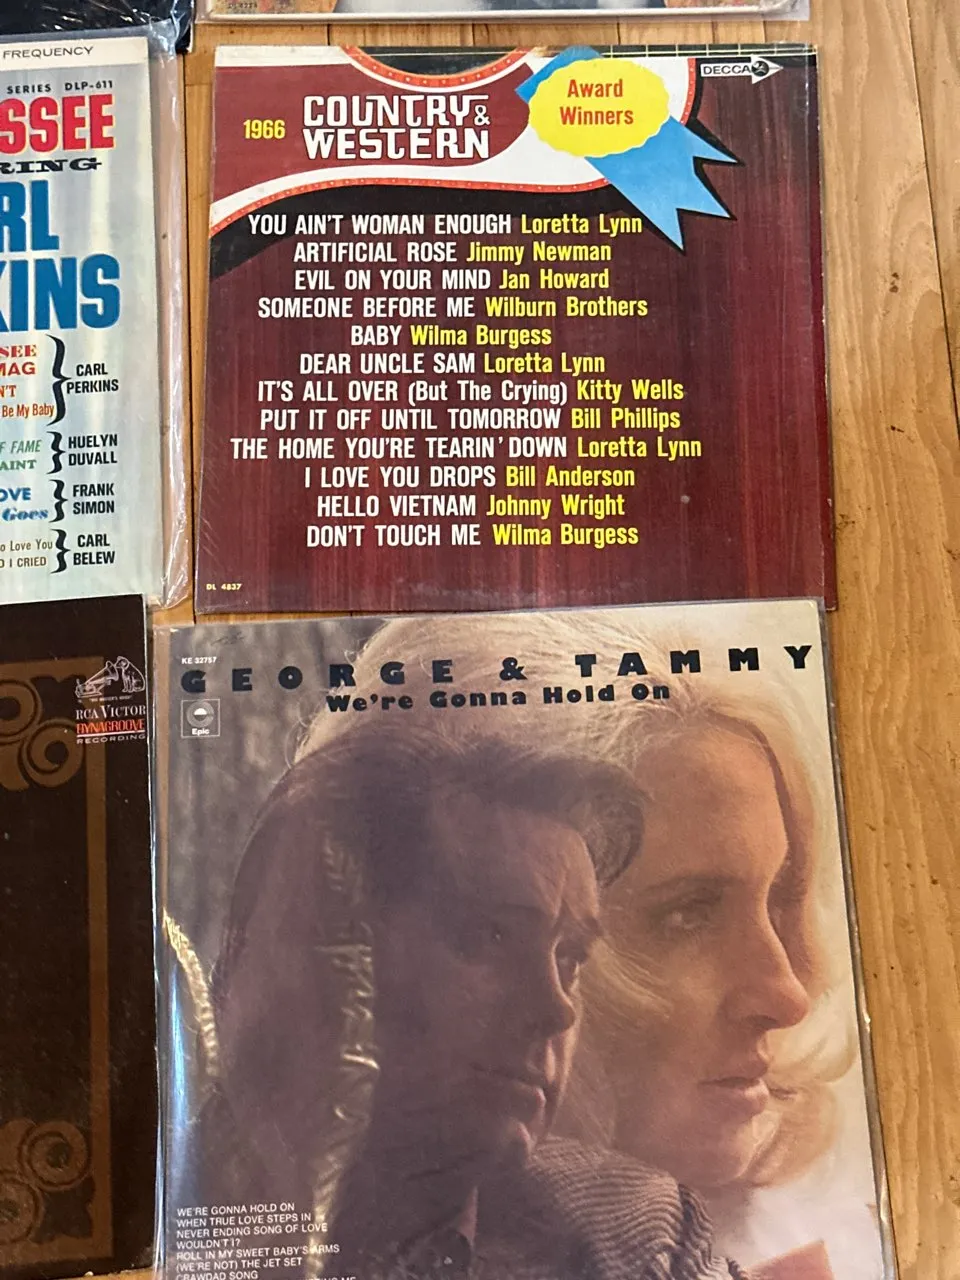 FREQUENCY
SERIES DLP-611
SSEE
RING
RL
KINS
SEE
MAG
N'T
Be My Baby
CARL
PERKINS
F FAME
AINT
HUELYN
DUVALL
OVE
Goes
FRANK
SIMON
o Love You
D I CRIED
CARL
BELEW
DECCA
1966 COUNTRY &
WESTERN
Award
Winners
YOU AIN'T WOMAN ENOUGH Loretta Lynn
ARTIFICIAL ROSE Jimmy Newman
EVIL ON YOUR MIND Jan Howard
SOMEONE BEFORE ME Wilburn Brothers
BABY Wilma Burgess
DEAR UNCLE SAM Loretta Lynn
IT'S ALL OVER (But The Crying) Kitty Wells
PUT IT OFF UNTIL TOMORROW Bill Phillips
THE HOME YOU'RE TEARIN' DOWN Loretta Lynn
I LOVE YOU DROPS Bill Anderson
HELLO VIETNAM Johnny Wright
DON'T TOUCH ME Wilma Burgess
DL 4837
"HIS MASTER'S VOICE"
RCA VICTOR
DYNAGROOVE
RECORDING
KE 32757
GEORGE & TAMMY
We're Gonna Hold On
Epic
WE'RE GONNA HOLD ON
WHEN TRUE LOVE STEPS IN
NEVER ENDING SONG OF LOVE
WOULDN'T I?
ROLL IN MY SWEET BABY'S ARMS
(WE'RE NOT) THE JET SET
CRAWDAD SONG